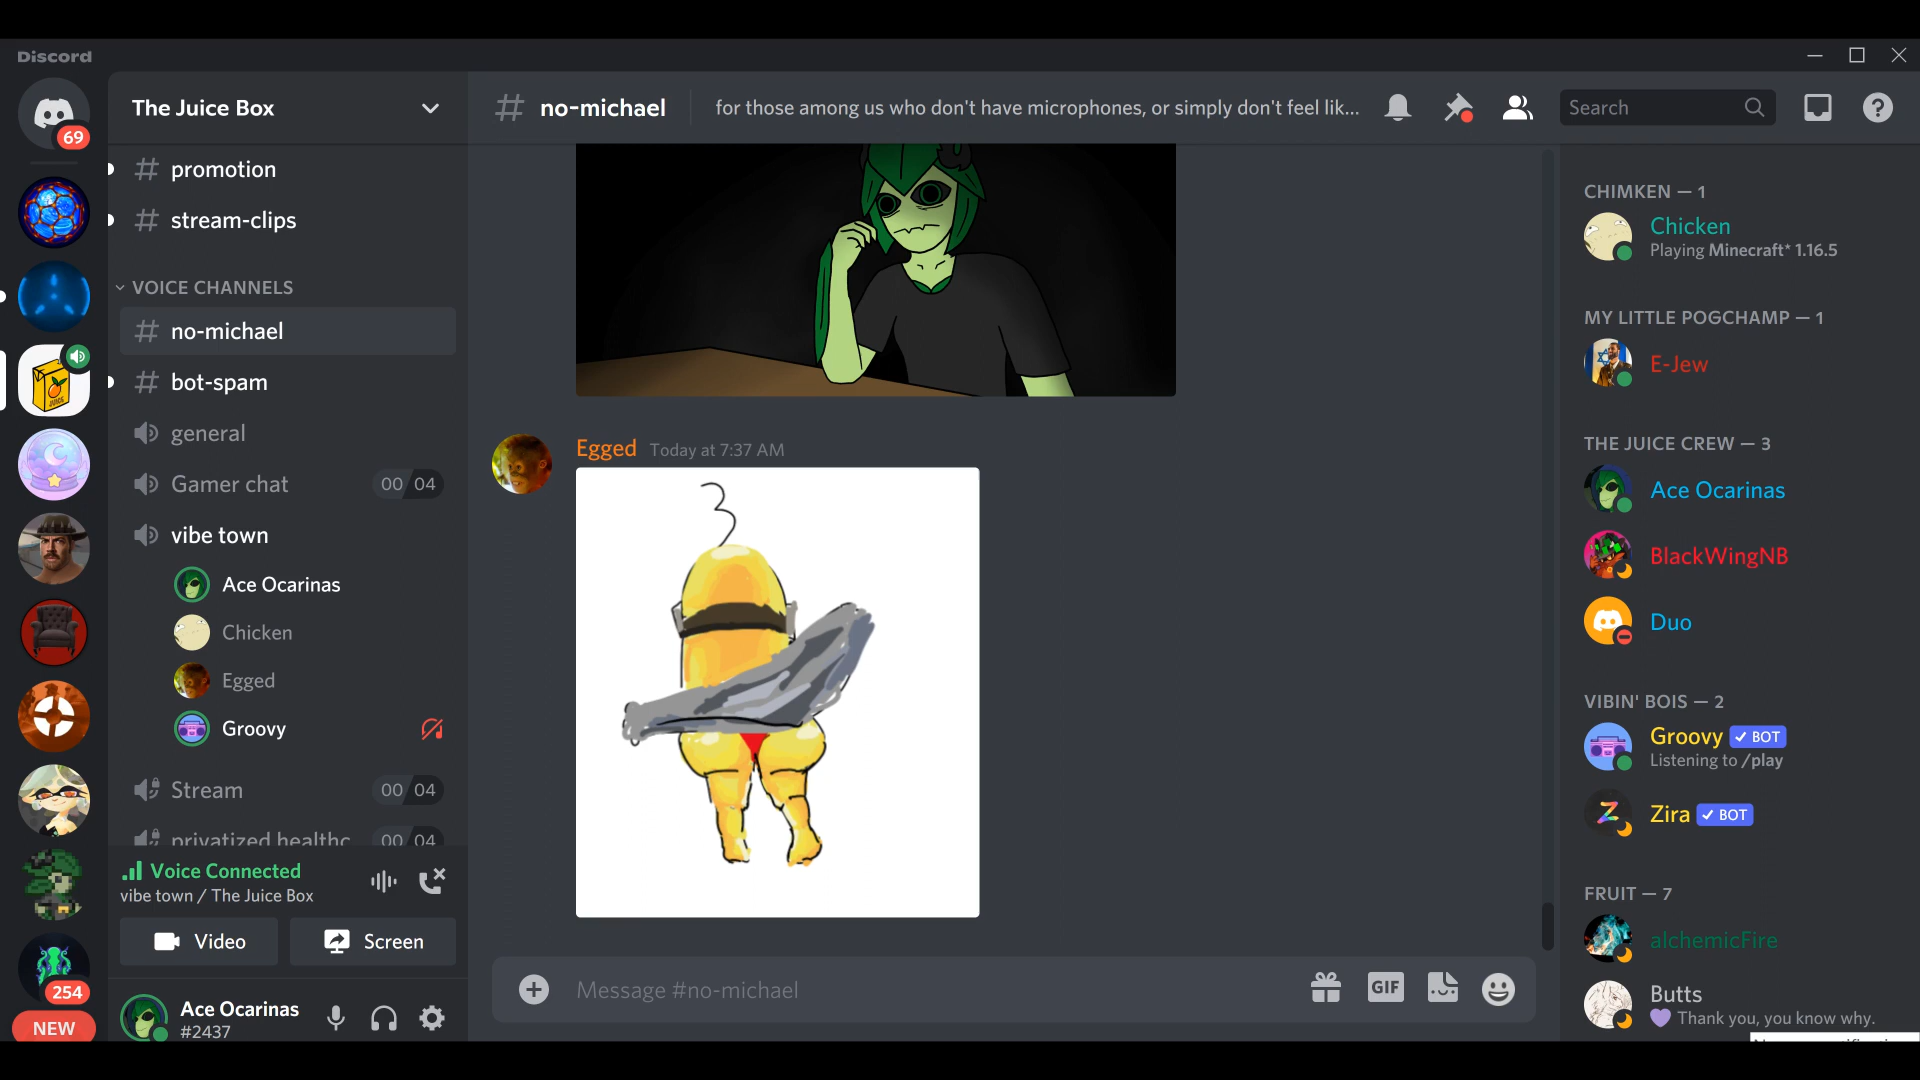 Discord
69
254
NEW
The Juice Box
promotion
stream-clips
VOICE CHANNELS
no-michael
bot-spam
general
Gamer chat
00 04
vibe town
Ace Ocarinas
Chicken
Egged
Groovy
Stream
00 04
privatized healthc
00 04
Voice Connected
vibe town / The Juice Box
Video
Screen
Ace Ocarinas
#2437
no-michael
for those among us who don't have microphones, or simply don't feel lik...
Search
Egged Today at 7:37 AM
Message #no-michael
GIF
CHIMKEN — 1
Chicken
Playing Minecraft* 1.16.5
MY LITTLE POGCHAMP — 1
E-Jew
THE JUICE CREW — 3
Ace Ocarinas
BlackWingNB
Duo
VIBIN' BOIS — 2
Groovy ✓ BOT
Listening to /play
Zira ✓ BOT
FRUIT — 7
alchemicFire
Butts
💜 Thank you, you know why.